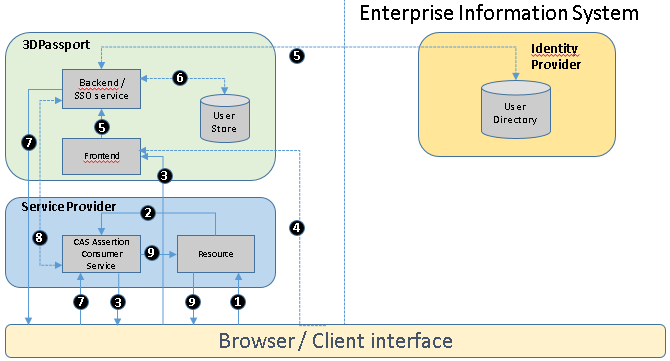 Enterprise Information System
3DPassport
5
Identity
Provider
Backend /
SSO service
6
User
Store
User
Directory
7
5
Frontend
3
4
Service Provider
2
8
CAS Assertion
Consumer
Service
9
Resource
7
3
9
1
Browser / Client interface